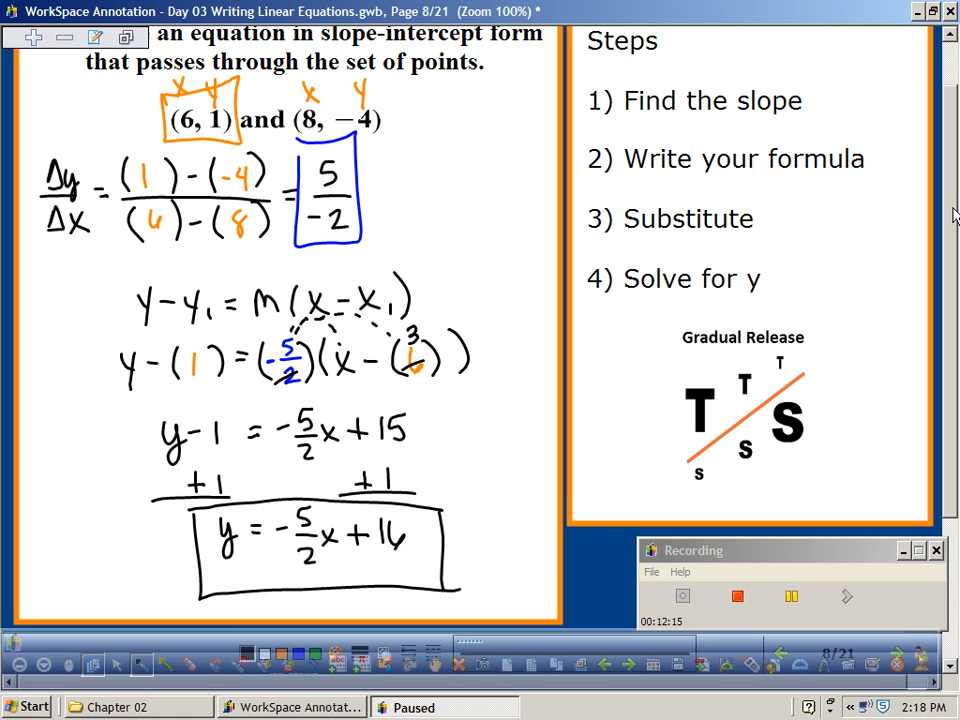 WorkSpace Annotation - Day 03 Writing Linear Equations.gwb, Page 8/21 (Zoom 100%) *
an equation in slope-intercept form
that passes through the set of points.
x y x y
(6, 1) and (8, −4)
Δy/Δx = (1) - (-4) / (6) - (8) = 5/-2
y - y₁ = m(x - x₁)
3
y - (1) = (-5/2)(x - (6))
y - 1 = -5/2 x + 15
+1 +1
y = -5/2 x + 16
Steps
1) Find the slope
2) Write your formula
3) Substitute
4) Solve for y
Gradual Release
T T T
S S S
Recording
File Help
00:12:15
8/21
Start
Chapter 02
WorkSpace Annotat...
Paused
2:18 PM